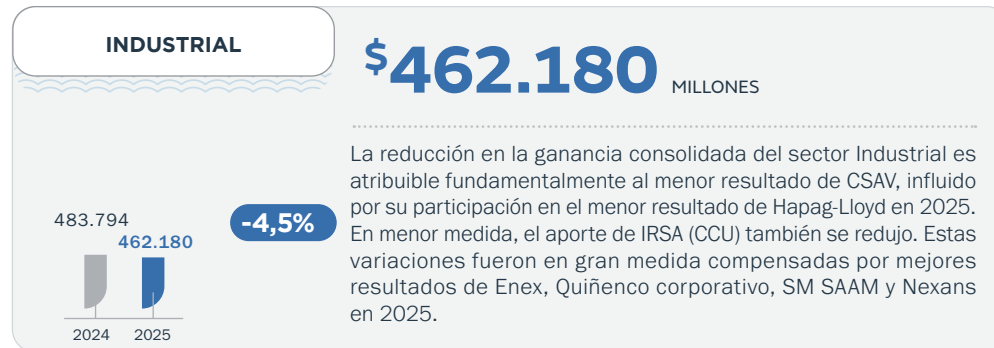 INDUSTRIAL
$462.180 MILLONES
La reducción en la ganancia consolidada del sector Industrial es
atribuible fundamentalmente al menor resultado de CSAV, influido
por su participación en el menor resultado de Hapag-Lloyd en 2025.
En menor medida, el aporte de IRSA (CCU) también se redujo. Estas
variaciones fueron en gran medida compensadas por mejores
resultados de Enex, Quiñenco corporativo, SM SAAM y Nexans
en 2025.
483.794
462.180
-4,5%
2024 2025